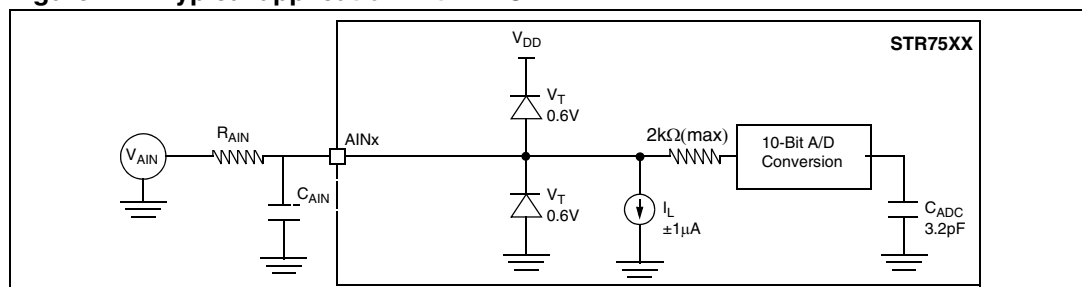 STR75XX
VDD
VT
0.6V
RAIN
AINx
2kΩ(max)
10-Bit A/D
Conversion
VAIN
CAIN
VT
0.6V
IL
±1μA
CADC
3.2pF